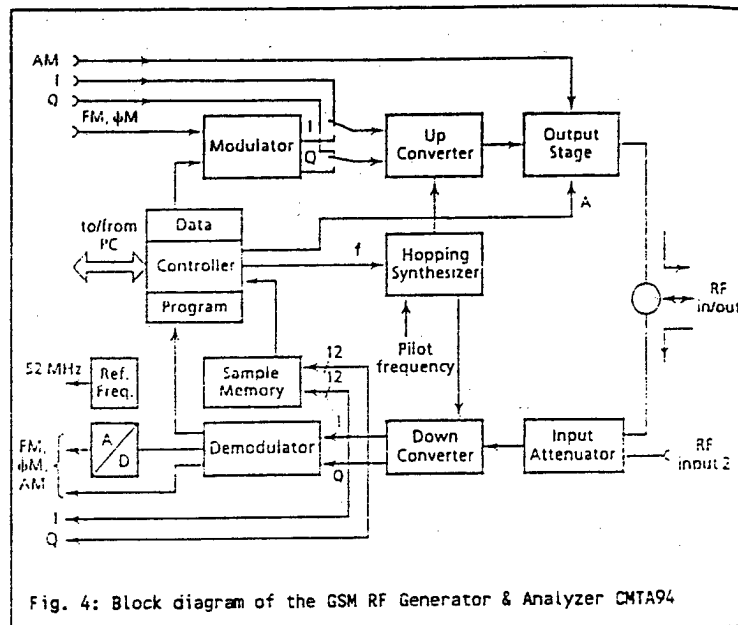 AM
I
Q
FM, ϕM
Modulator
I
Q
Up
Converter
Output
Stage
A
to/from
PC
Data
Controller
Program
f
Hopping
Synthesizer
RF
in/out
Pilot
frequency
52 MHz
Ref.
Freq.
Sample
Memory
12
12
FM,
ϕM,
AM
A
D
Demodulator
I
Q
Down
Converter
Input
Attenuator
RF
input 2
I
Q
Fig. 4: Block diagram of the GSM RF Generator & Analyzer CMTA94